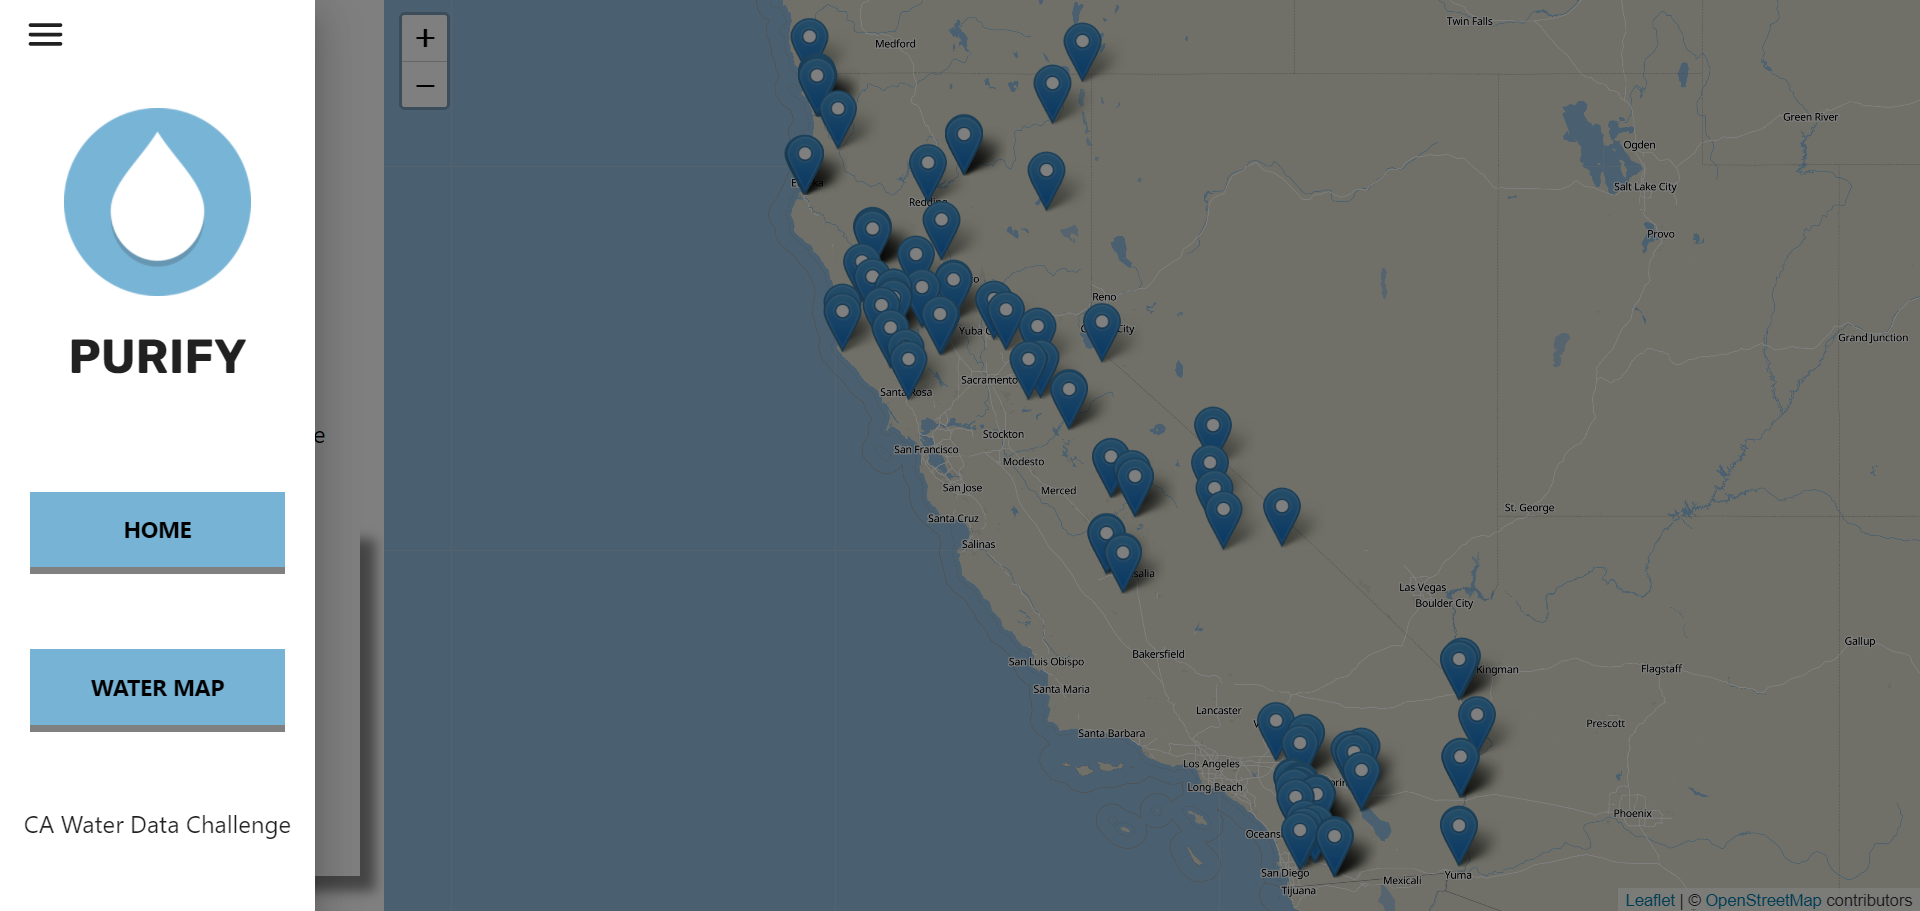 PURIFY
HOME
WATER MAP
CA Water Data Challenge
e
+
−
Medford
Twin Falls
Green River
Ogden
Salt Lake City
Provo
Redding
Reno
Grand Junction
Sacramento
Santa Rosa
Stockton
San Francisco
Modesto
San Jose
Merced
Santa Cruz
St. George
Salinas
Las Vegas
Boulder City
Gallup
Bakersfield
San Luis Obispo
Kingman
Flagstaff
Santa Maria
Lancaster
Prescott
Santa Barbara
Los Angeles
Long Beach
Phoenix
San Diego
Mexicali
Yuma
Tijuana
Leaflet | © OpenStreetMap contributors